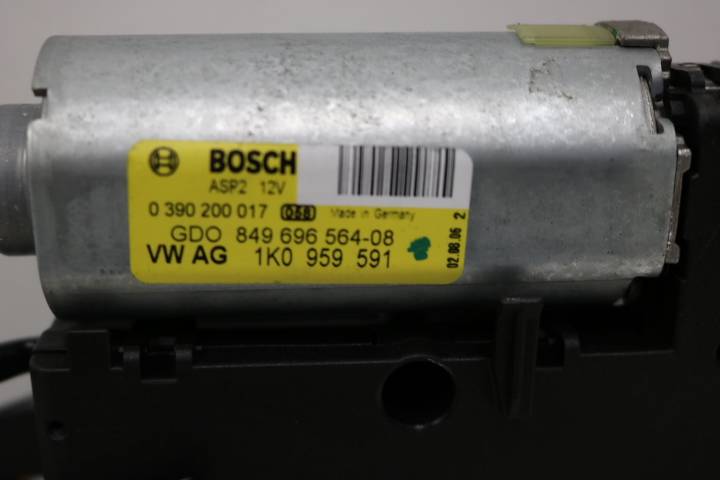 BOSCH
ASP2 12V
0 390 200 017 (058) Made in Germany
GDO 849 696 564-08
VW AG 1K0 959 591
02.08.06 2